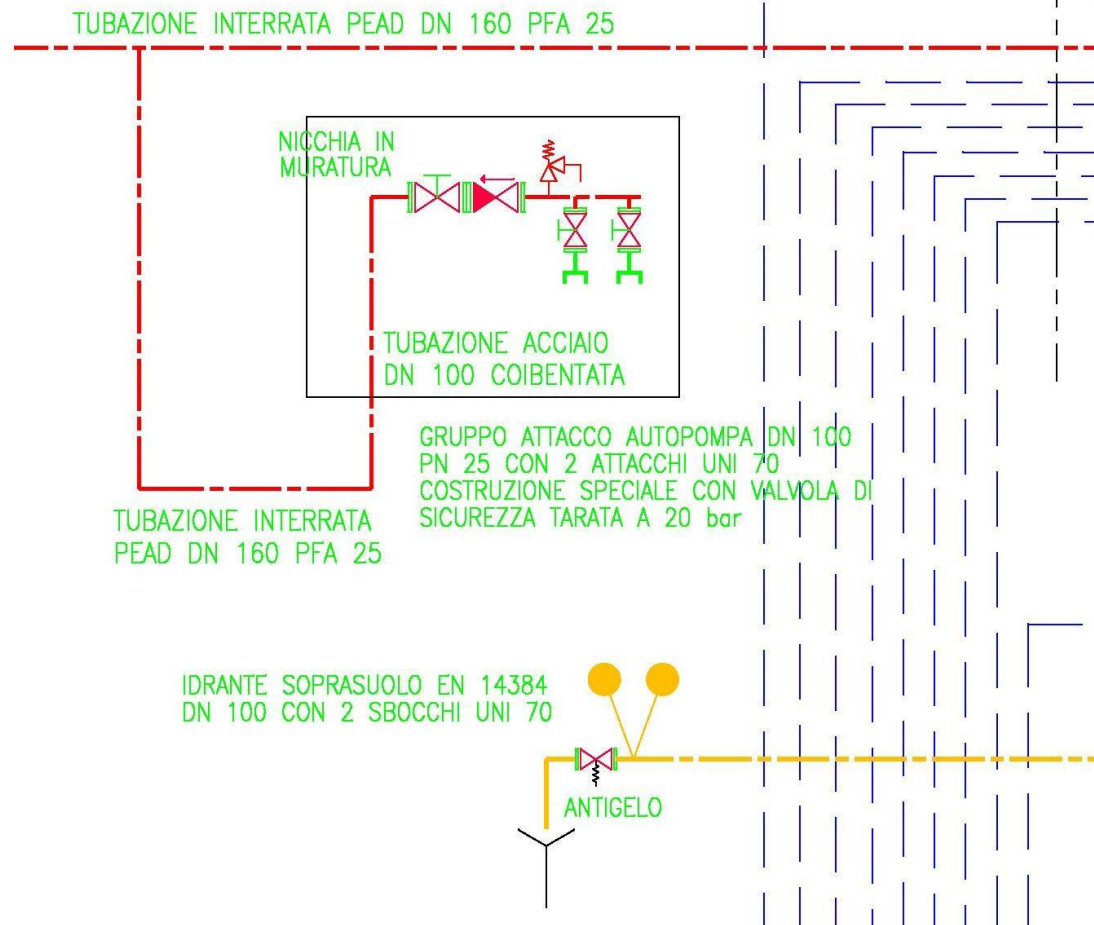 TUBAZIONE INTERRATA PEAD DN 160 PFA 25
NICCHIA IN
MURATURA
TUBAZIONE ACCIAIO
DN 100 COIBENTATA
GRUPPO ATTACCO AUTOPOMPA DN 100
PN 25 CON 2 ATTACCHI UNI 70
COSTRUZIONE SPECIALE CON VALVOLA DI
SICUREZZA TARATA A 20 bar
TUBAZIONE INTERRATA
PEAD DN 160 PFA 25
IDRANTE SOPRASUOLO EN 14384
DN 100 CON 2 SBOCCHI UNI 70
ANTIGELO